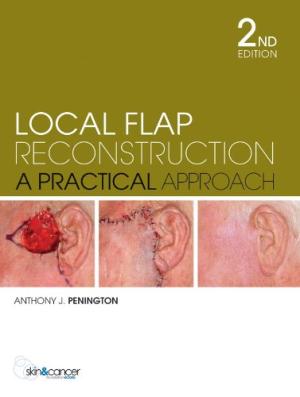 2ND
EDITION
LOCAL FLAP
RECONSTRUCTION
A PRACTICAL APPROACH
ANTHONY J. PENINGTON
skin&cancer